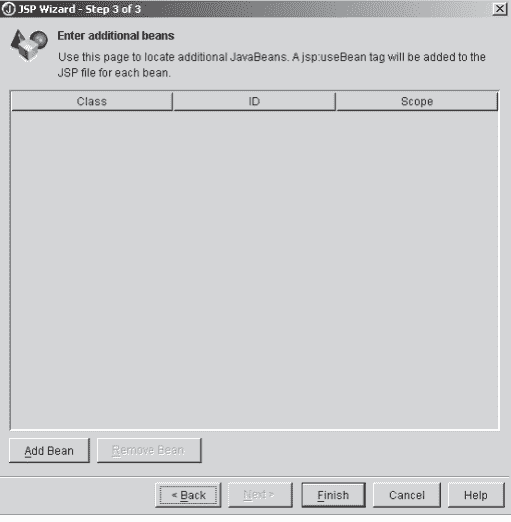 JSP Wizard - Step 3 of 3
Enter additional beans
Use this page to locate additional JavaBeans. A jsp:useBean tag will be added to the
JSP file for each bean.
Class ID Scope
Add Bean Remove Bean
< Back Next > Finish Cancel Help